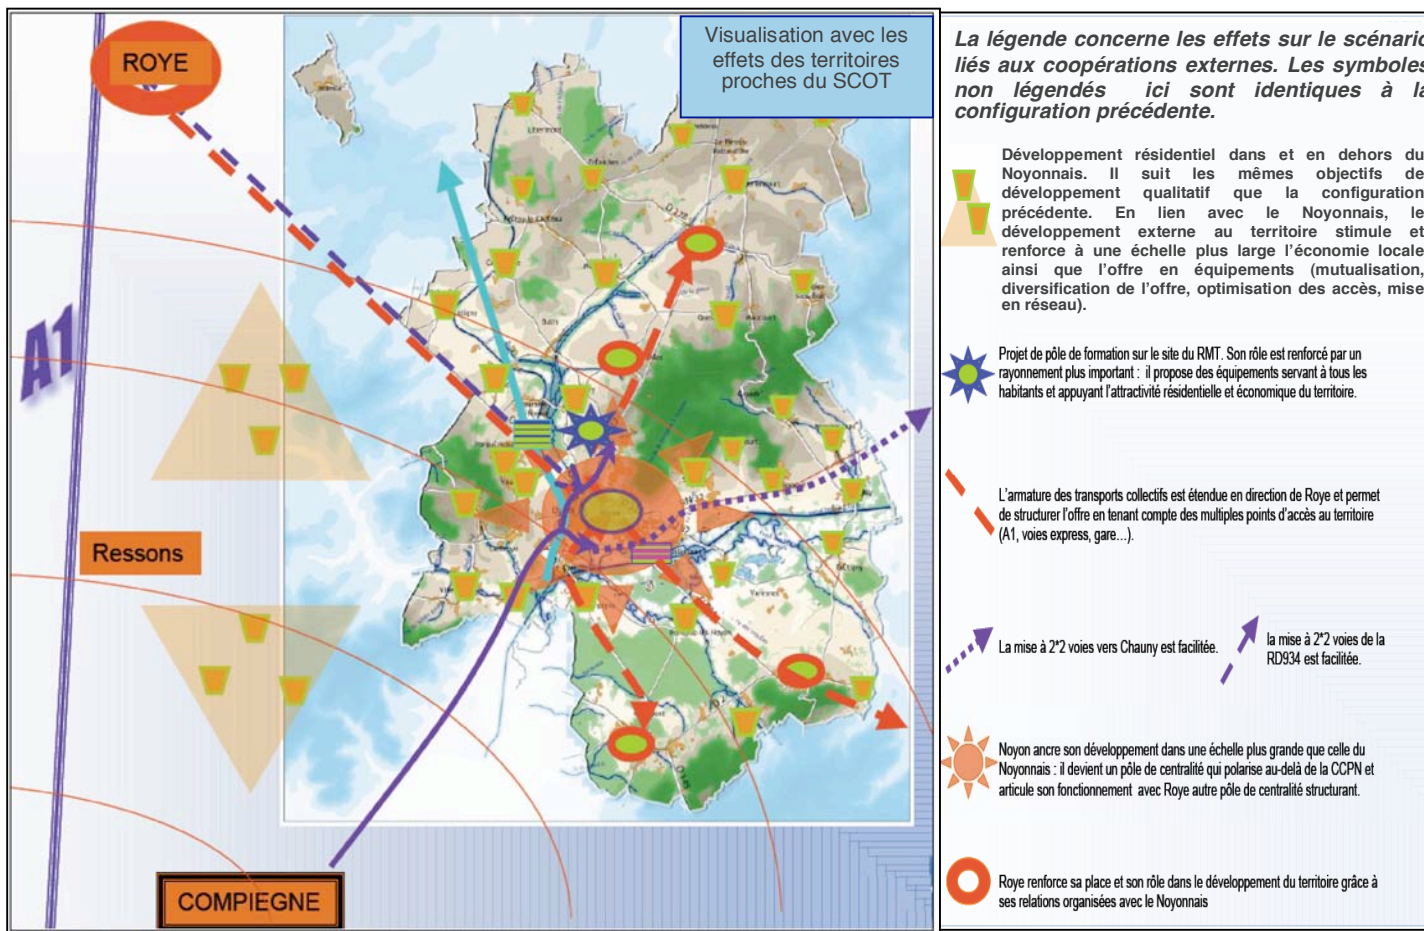 ROYE
Visualisation avec les
effets des territoires
proches du SCOT
A1
Ressons
COMPIEGNE
La légende concerne les effets sur le scénario
liés aux coopérations externes. Les symboles
non légendés ici sont identiques à la
configuration précédente.
Développement résidentiel dans et en dehors du
Noyonnais. Il suit les mêmes objectifs de
développement qualitatif que la configuration
précédente. En lien avec le Noyonnais, le
développement externe au territoire stimule et
renforce à une échelle plus large l’économie locale
ainsi que l’offre en équipements (mutualisation,
diversification de l’offre, optimisation des accès, mise
en réseau).
Projet de pôle de formation sur le site du RMT. Son rôle est renforcé par un
rayonnement plus important : il propose des équipements servant à tous les
habitants et appuyant l’attractivité résidentielle et économique du territoire.
L’armature des transports collectifs est étendue en direction de Roye et permet
de structurer l’offre en tenant compte des multiples points d’accès au territoire
(A1, voies express, gare…).
La mise à 2*2 voies vers Chauny est facilitée.
la mise à 2*2 voies de la
RD934 est facilitée.
Noyon ancre son développement dans une échelle plus grande que celle du
Noyonnais : il devient un pôle de centralité qui polarise au-delà de la CCPN et
articule son fonctionnement avec Roye autre pôle de centralité structurant.
Roye renforce sa place et son rôle dans le développement du territoire grâce à
ses relations organisées avec le Noyonnais